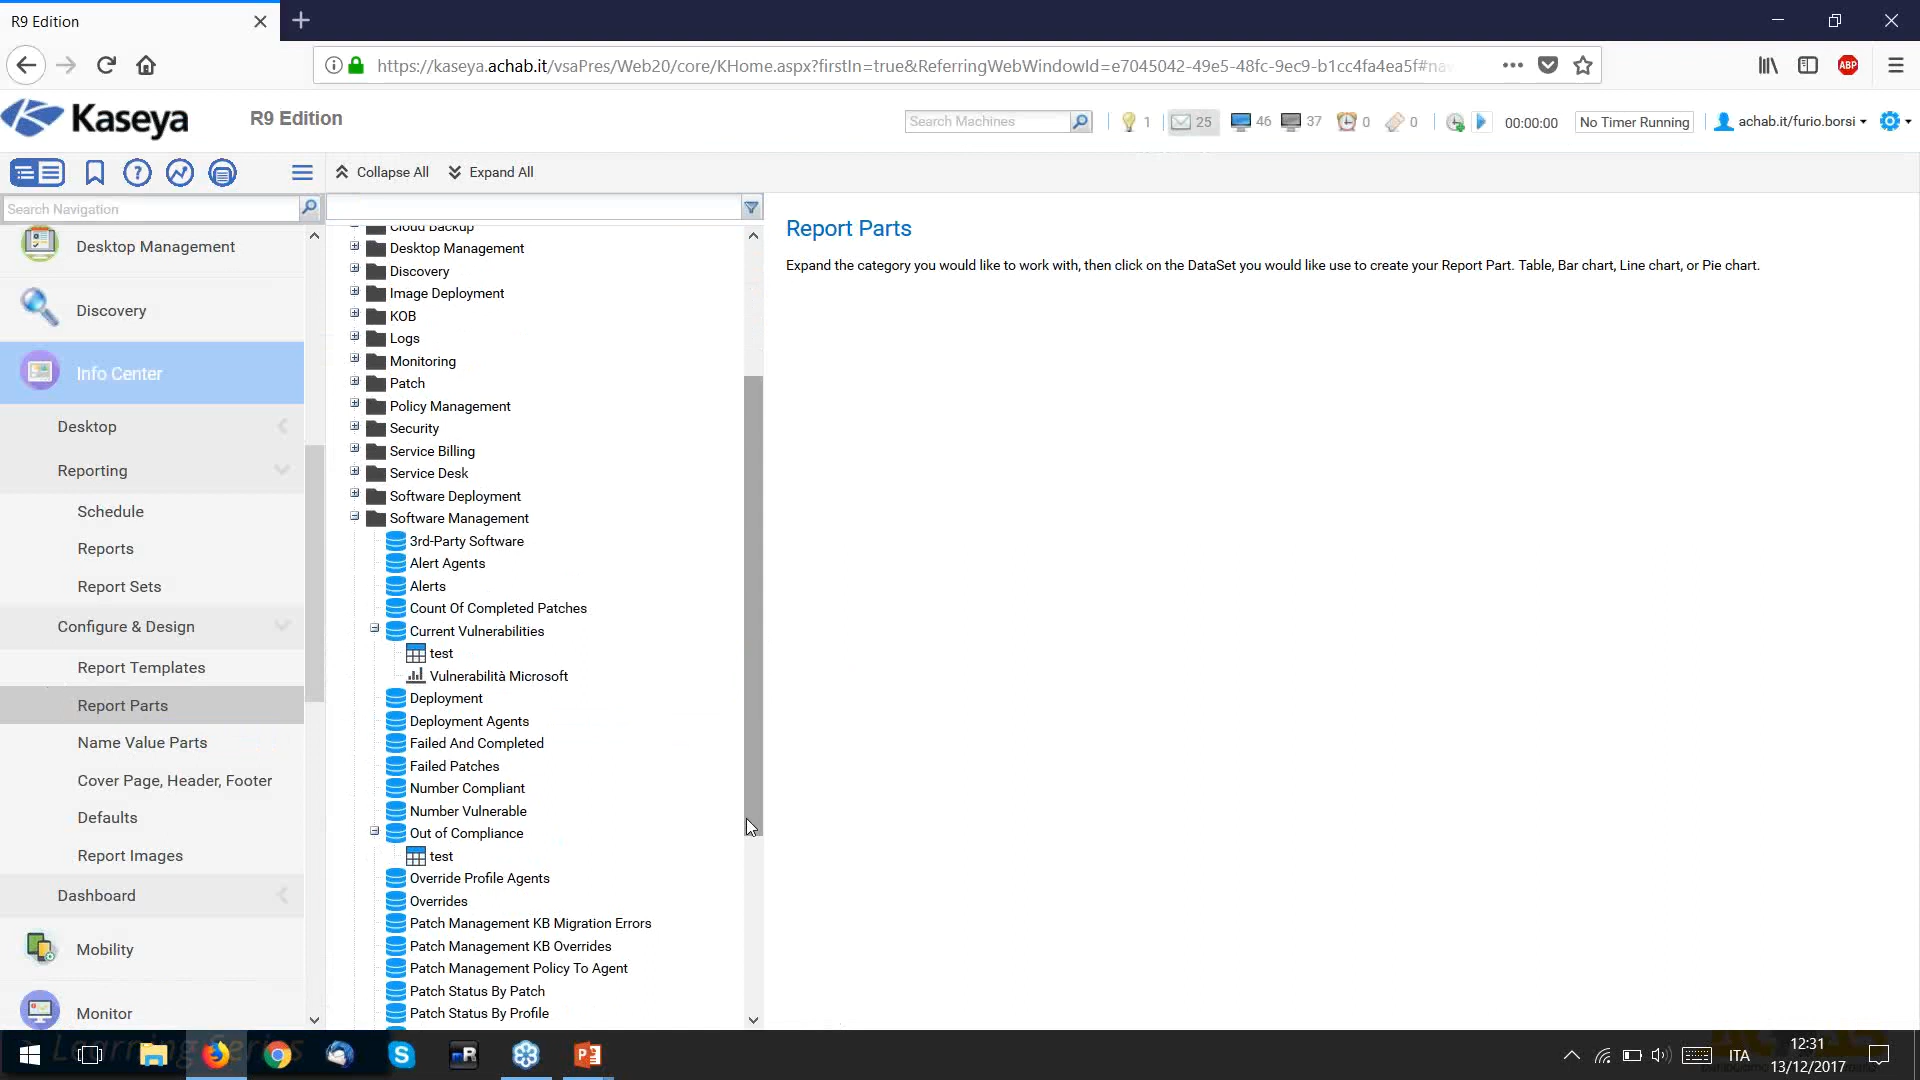 R9 Edition
https://kaseya.achab.it/vsaPres/Web20/core/KHome.aspx?firstIn=true&ReferringWebWindowId=e7045042-49e5-48fc-9ec9-b1cc4fa4ea5f#na
ABP
Kaseya
R9 Edition
Search Machines
1
25
46
37
0
0
00:00:00
No Timer Running
achab.it/furio.borsi
Collapse All
Expand All
Search Navigation
Desktop Management
Discovery
Info Center
Desktop
Reporting
Schedule
Reports
Report Sets
Configure & Design
Report Templates
Report Parts
Name Value Parts
Cover Page, Header, Footer
Defaults
Report Images
Dashboard
Mobility
Monitor
Cloud Backup
Desktop Management
Discovery
Image Deployment
KOB
Logs
Monitoring
Patch
Policy Management
Security
Service Billing
Service Desk
Software Deployment
Software Management
3rd-Party Software
Alert Agents
Alerts
Count Of Completed Patches
Current Vulnerabilities
test
Vulnerabilità Microsoft
Deployment
Deployment Agents
Failed And Completed
Failed Patches
Number Compliant
Number Vulnerable
Out of Compliance
test
Override Profile Agents
Overrides
Patch Management KB Migration Errors
Patch Management KB Overrides
Patch Management Policy To Agent
Patch Status By Patch
Patch Status By Profile
Report Parts
Expand the category you would like to work with, then click on the DataSet you would like use to create your Report Part. Table, Bar chart, Line chart, or Pie chart.
ITA
12:31
13/12/2017